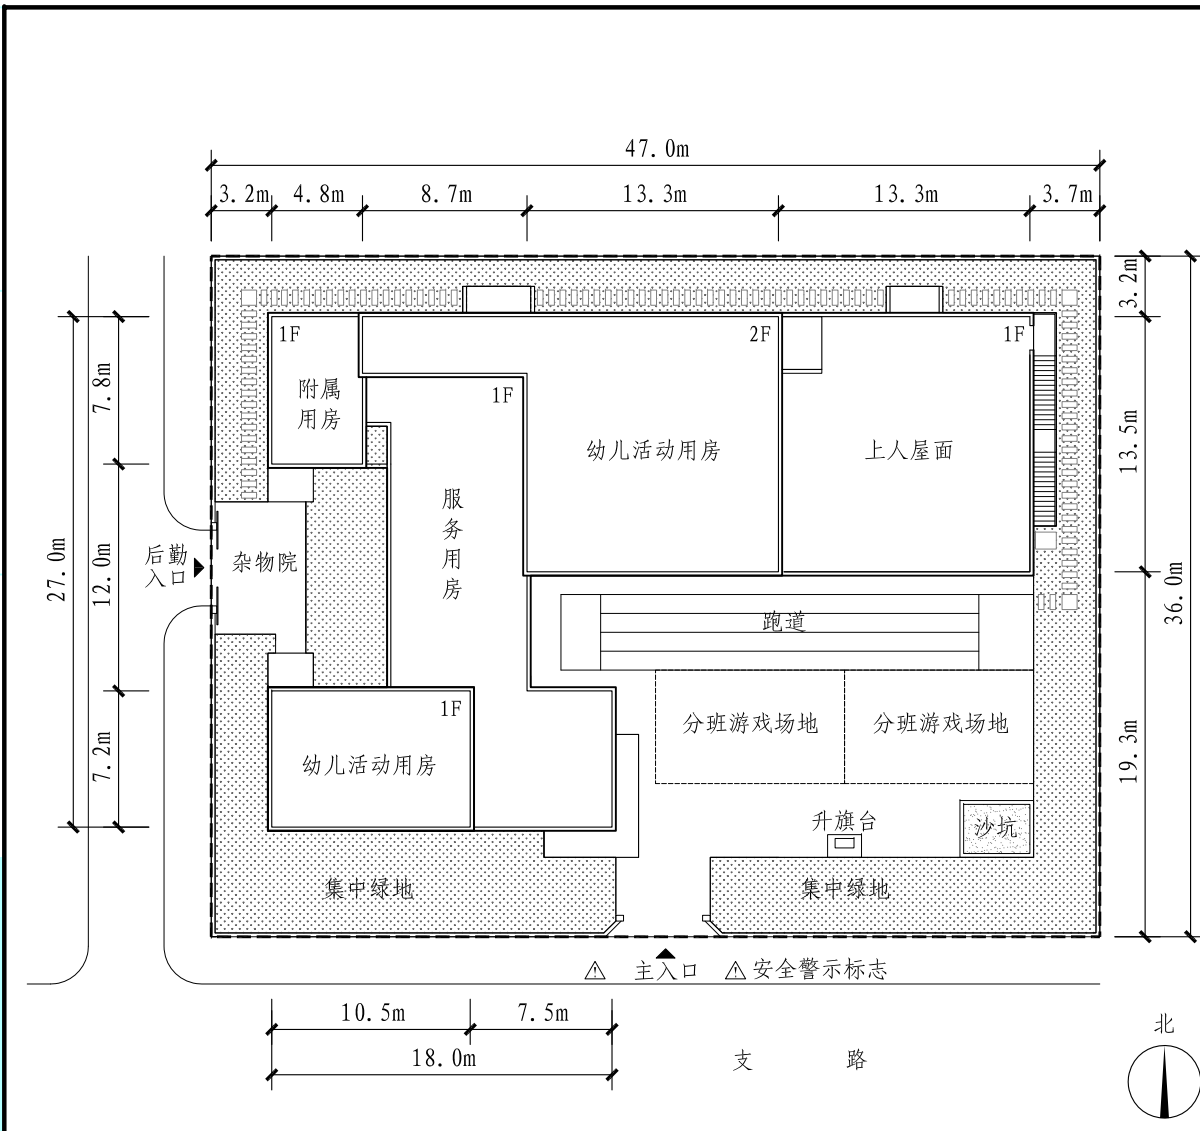 47.0m
3.2m 4.8m 8.7m 13.3m 13.3m 3.7m
3.2m
1F
2F
1F
7.8m
附属
用房
1F
幼儿活动用房
上人屋面
13.5m
服
务
用
房
27.0m
12.0m
后勤
入口
杂物院
36.0m
跑道
分班游戏场地
分班游戏场地
19.3m
1F
7.2m
幼儿活动用房
升旗台
沙坑
集中绿地
集中绿地
主入口
安全警示标志
10.5m
7.5m
18.0m
支路
北